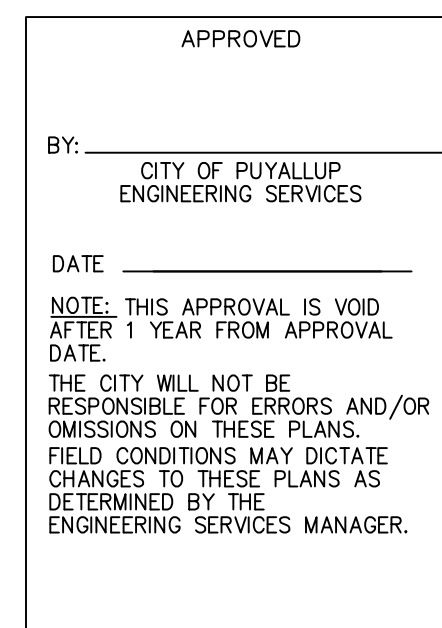 APPROVED
BY:
CITY OF PUYALLUP
ENGINEERING SERVICES
DATE
NOTE: THIS APPROVAL IS VOID
AFTER 1 YEAR FROM APPROVAL
DATE.
THE CITY WILL NOT BE
RESPONSIBLE FOR ERRORS AND/OR
OMISSIONS ON THESE PLANS.
FIELD CONDITIONS MAY DICTATE
CHANGES TO THESE PLANS AS
DETERMINED BY THE
ENGINEERING SERVICES MANAGER.